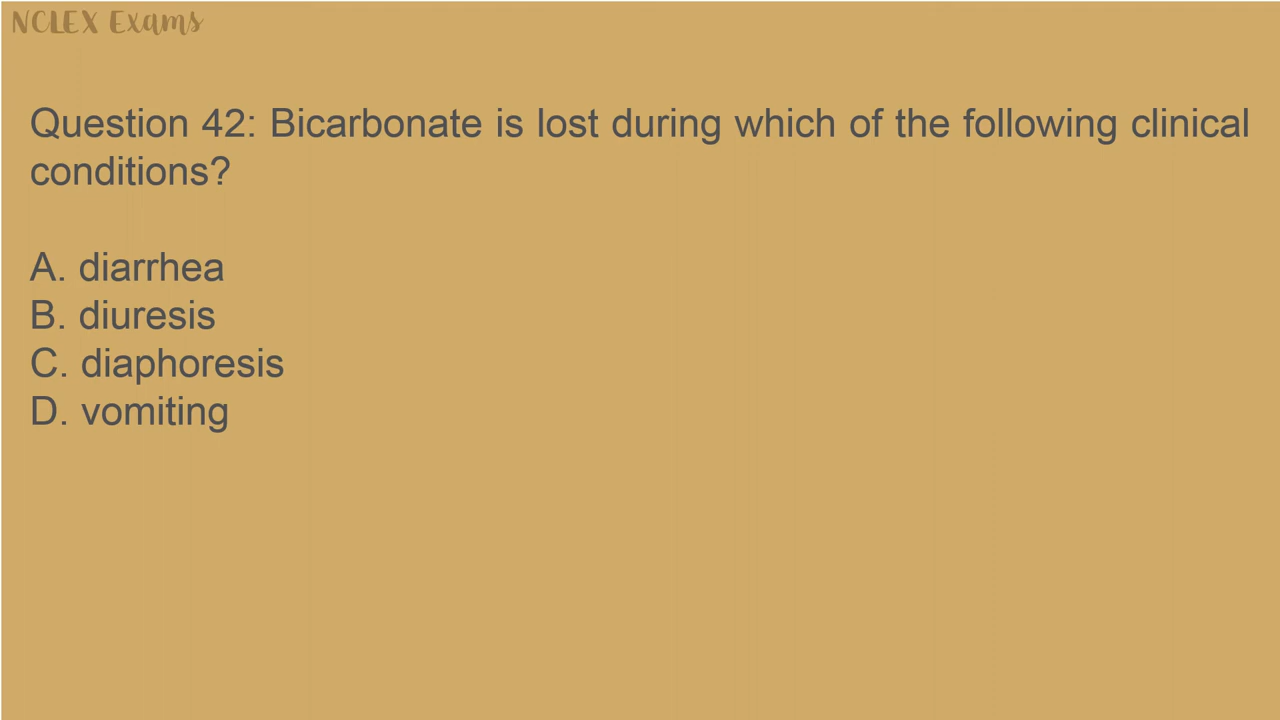 NCLEX Exams
Question 42: Bicarbonate is lost during which of the following clinical
conditions?
A. diarrhea
B. diuresis
C. diaphoresis
D. vomiting